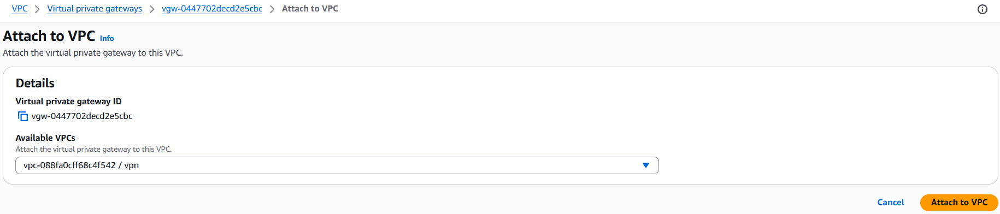 VPC > Virtual private gateways > vgw-0447702decd2e5cbc > Attach to VPC
Attach to VPC Info
Attach the virtual private gateway to this VPC.
Details
Virtual private gateway ID
vgw-0447702decd2e5cbc
Available VPCs
Attach the virtual private gateway to this VPC.
vpc-088fa0cff68c4f542 / vpn
Cancel Attach to VPC